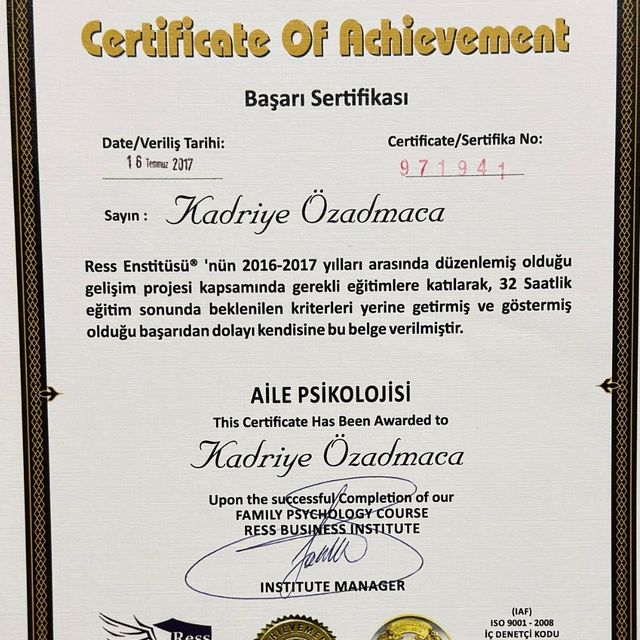 Certificate Of Achievement
Başarı Sertifikası
Date/Veriliş Tarihi:
Certificate/Sertifika No:
16 Temmuz 2017
971941
Sayın : Kadriye Özadmaca
Ress Enstitüsü® 'nün 2016-2017 yılları arasında düzenlemiş olduğu
gelişim projesi kapsamında gerekli eğitimlere katılarak, 32 Saatlik
eğitim sonunda beklenilen kriterleri yerine getirmiş ve göstermiş
olduğu başarıdan dolayı kendisine bu belge verilmiştir.
AİLE PSİKOLOJİSİ
This Certificate Has Been Awarded to
Kadriye Özadmaca
Upon the successful Completion of our
FAMILY PSYCHOLOGY COURSE
RESS BUSINESS INSTITUTE
INSTITUTE MANAGER
Ress
(IAF)
ISO 9001 - 2008
İÇ DENETÇİ KODU